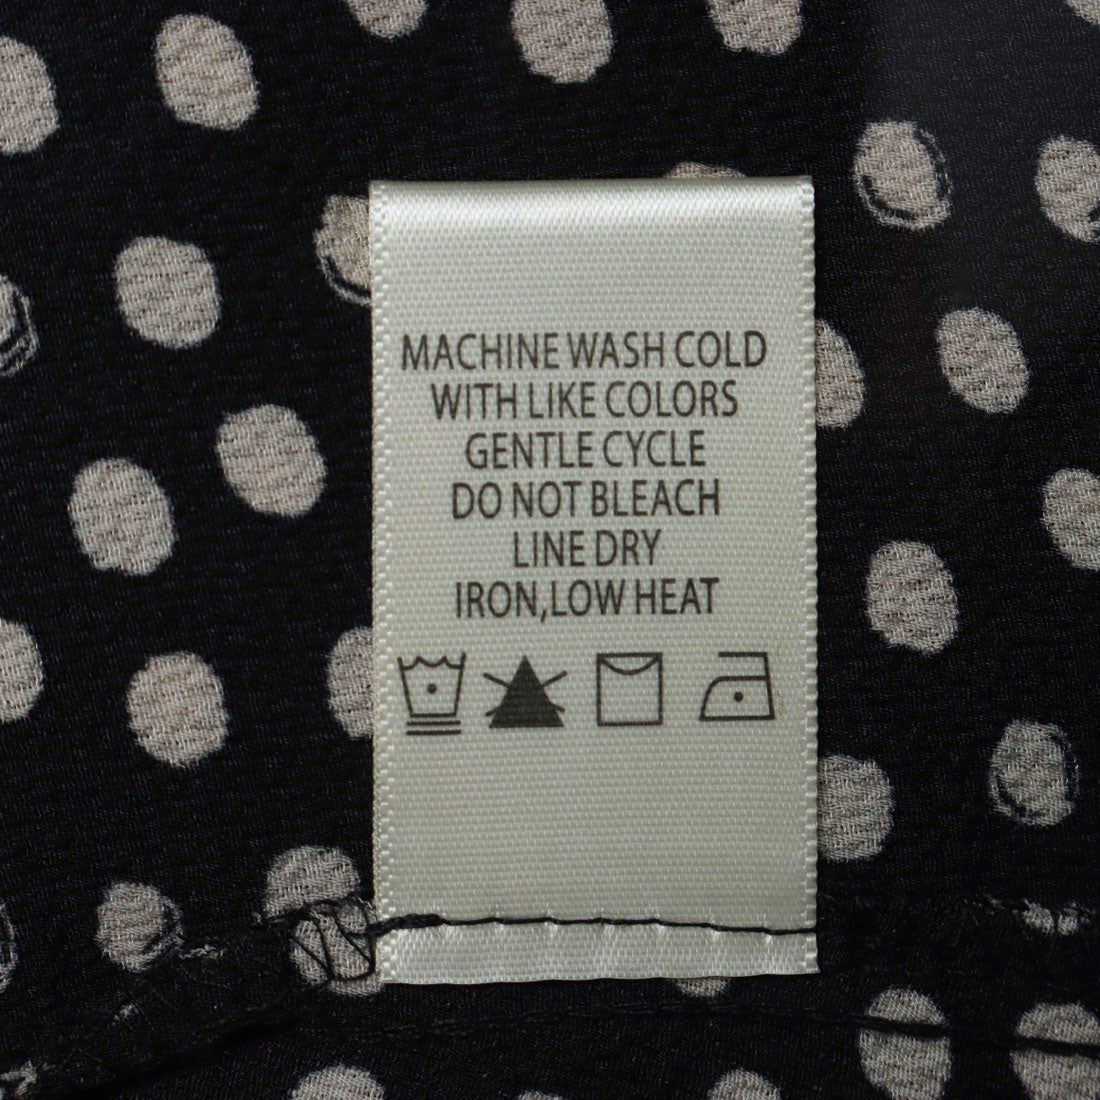 MACHINE WASH COLD
WITH LIKE COLORS
GENTLE CYCLE
DO NOT BLEACH
LINE DRY
IRON,LOW HEAT